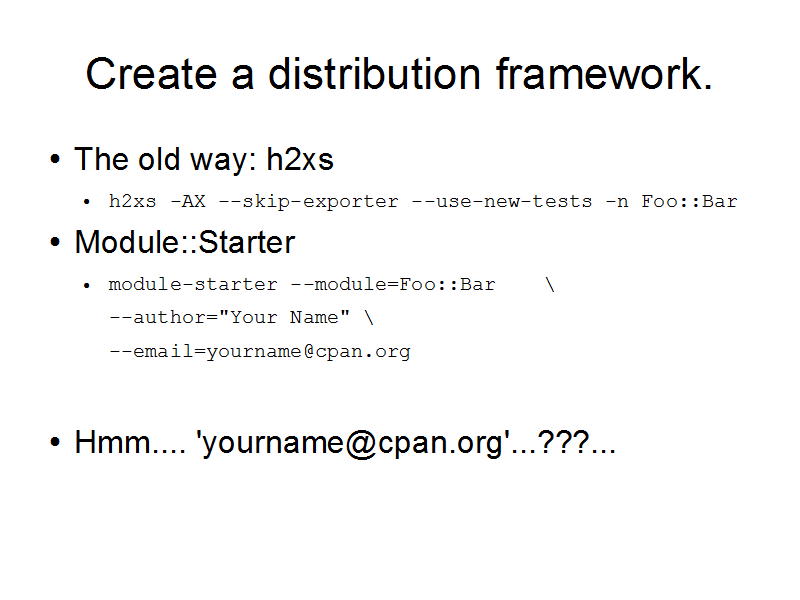 Create a distribution framework.
• The old way: h2xs
• h2xs -AX --skip-exporter --use-new-tests -n Foo::Bar
• Module::Starter
• module-starter --module=Foo::Bar    \
--author="Your Name" \
--email=yourname@cpan.org
• Hmm.... 'yourname@cpan.org'...???...